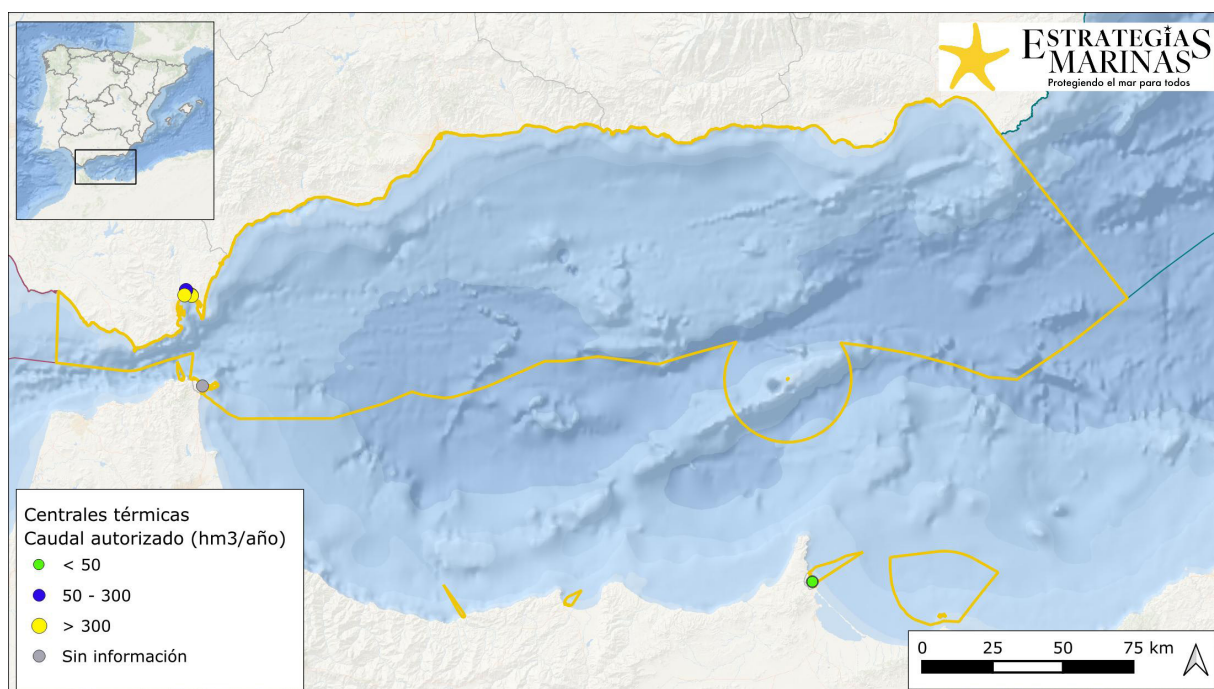 ESTRATEGIAS
MARINAS
Protegiendo el mar para todos
Centrales térmicas
Caudal autorizado (hm3/año)
< 50
50 - 300
> 300
Sin información
0 25 50 75 km